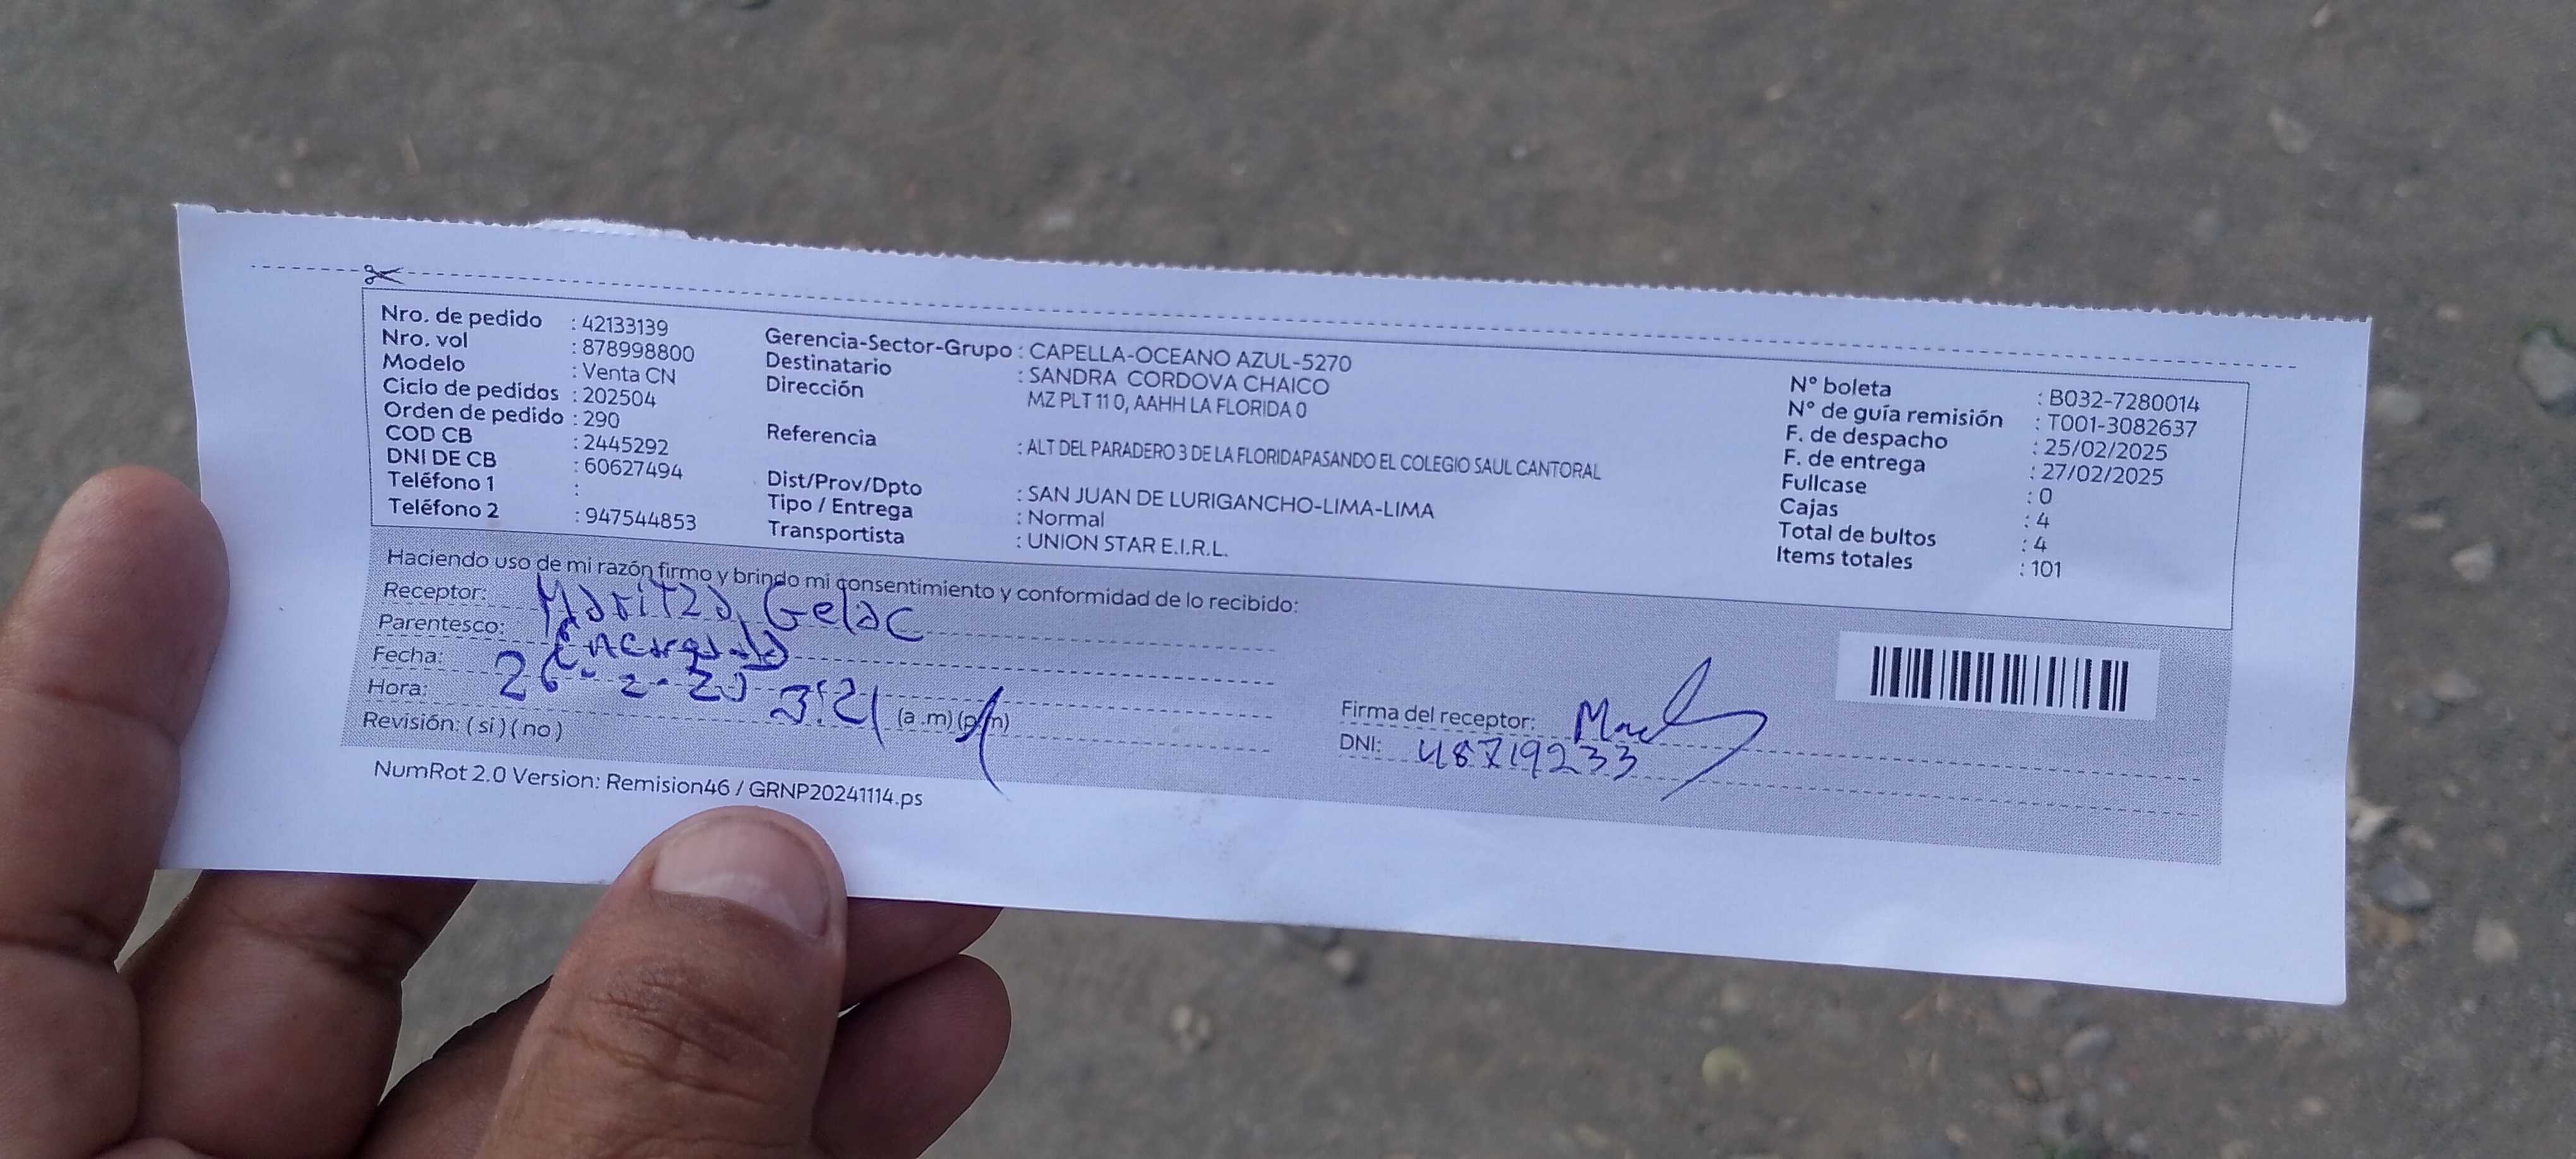 Nro. de pedido : 42133139
Nro. vol : 878998800
Modelo : Venta CN
Ciclo de pedidos : 202504
Orden de pedido : 290
COD CB : 2445292
DNI DE CB : 60627494
Teléfono 1 :
Teléfono 2 : 947544853
Gerencia-Sector-Grupo : CAPELLA-OCEANO AZUL-5270
Destinatario : SANDRA CORDOVA CHAICO
Dirección MZ PLT 11 0, AAHH LA FLORIDA 0
Referencia : ALT DEL PARADERO 3 DE LA FLORIDAPASANDO EL COLEGIO SAUL CANTORAL
Dist/Prov/Dpto : SAN JUAN DE LURIGANCHO-LIMA-LIMA
Tipo / Entrega : Normal
Transportista : UNION STAR E.I.R.L.
N° boleta : B032-7280014
N° de guía remisión : T001-3082637
F. de despacho : 25/02/2025
F. de entrega : 27/02/2025
Fullcase : 0
Cajas : 4
Total de bultos : 4
Items totales : 101
Haciendo uso de mi razón firmo y brindo mi consentimiento y conformidad de lo recibido:
Receptor: Maritza Gelac
Parentesco: Encargada
Fecha: 26-2-25
Hora: 3:21 (a.m)(p.m)
Revisión: (si)(no)
Firma del receptor:
DNI: 48719233
NumRot 2.0 Version: Remision46 / GRNP20241114.ps